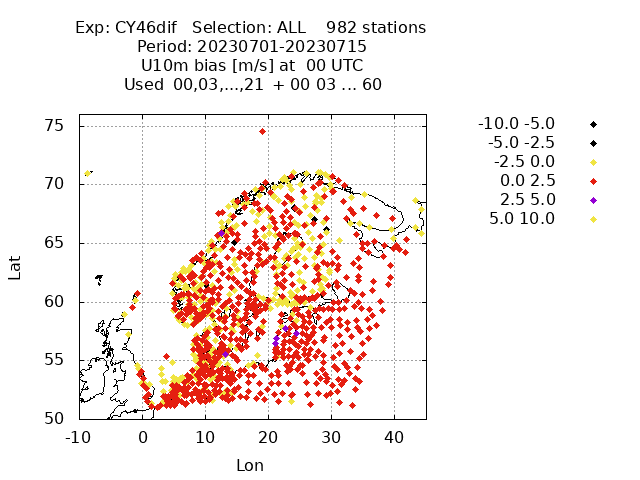 Exp: CY46dif   Selection: ALL    982 stations
Period: 20230701-20230715
U10m bias [m/s] at  00 UTC
Used  00,03,...,21  + 00 03 ... 60
-10.0 -5.0
-5.0 -2.5
-2.5 0.0
0.0 2.5
2.5 5.0
5.0 10.0
75
70
65
60
55
50
Lat
-10 0 10 20 30 40
Lon